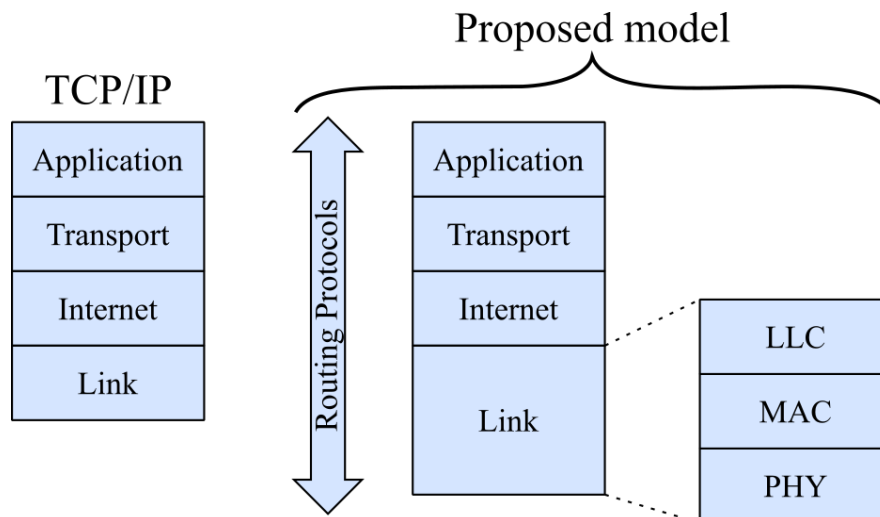 Proposed model
TCP/IP
Application
Transport
Internet
Link
Routing Protocols
Application
Transport
Internet
Link
LLC
MAC
PHY